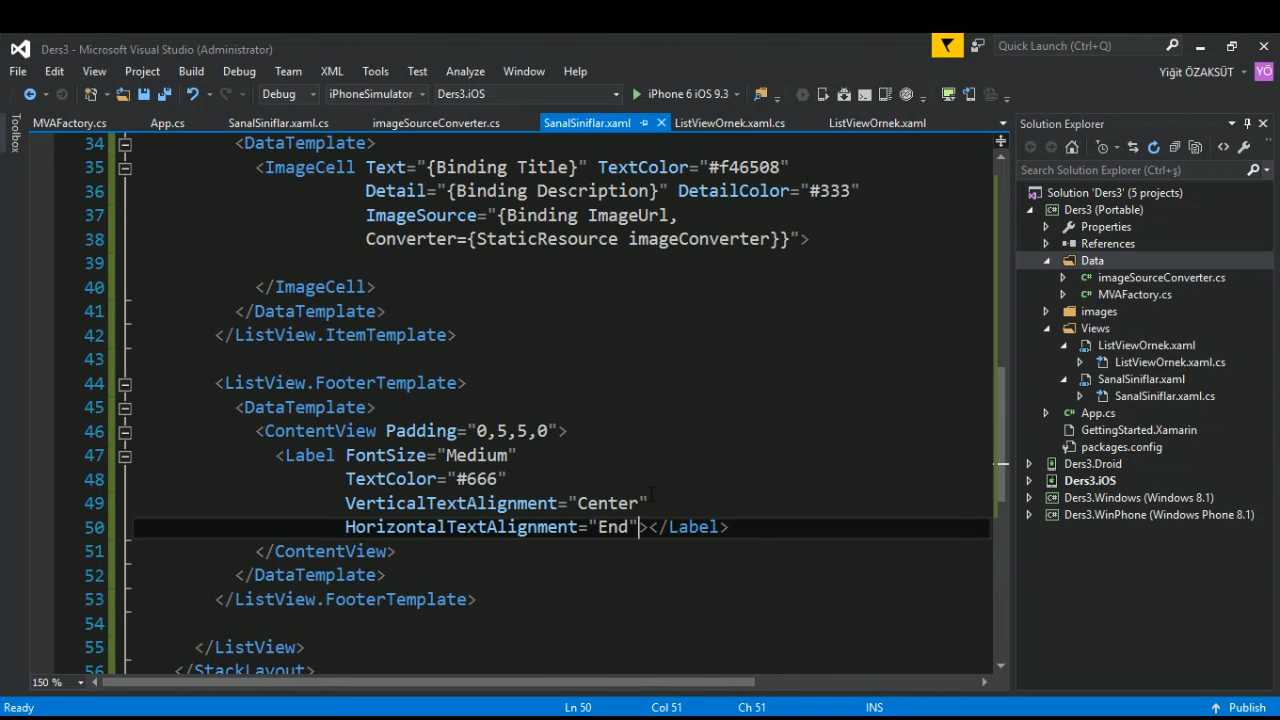 Ders3 - Microsoft Visual Studio (Administrator)
Quick Launch (Ctrl+Q)
File Edit View Project Build Debug Team XML Tools Test Analyze Window Help
Yiğit ÖZAKSÜT YÖ
Debug iPhoneSimulator Ders3.iOS iPhone 6 iOS 9.3
MVAFactory.cs App.cs SanalSiniflar.xaml.cs imageSourceConverter.cs SanalSiniflar.xaml ListViewOrnek.xaml.cs ListViewOrnek.xaml
Toolbox
34 <DataTemplate>
35 <ImageCell Text="{Binding Title}" TextColor="#f46508"
36 Detail="{Binding Description}" DetailColor="#333"
37 ImageSource="{Binding ImageUrl,
38 Converter={StaticResource imageConverter}}">
39
40 </ImageCell>
41 </DataTemplate>
42 </ListView.ItemTemplate>
43
44 <ListView.FooterTemplate>
45 <DataTemplate>
46 <ContentView Padding="0,5,5,0">
47 <Label FontSize="Medium"
48 TextColor="#666"
49 VerticalTextAlignment="Center"
50 HorizontalTextAlignment="End"></Label>
51 </ContentView>
52 </DataTemplate>
53 </ListView.FooterTemplate>
54
55 </ListView>
56 </StackLayout>
150 %
Solution Explorer
Search Solution Explorer (Ctrl+ş)
Solution 'Ders3' (5 projects)
Ders3 (Portable)
Properties
References
Data
imageSourceConverter.cs
MVAFactory.cs
images
Views
ListViewOrnek.xaml
ListViewOrnek.xaml.cs
SanalSiniflar.xaml
SanalSiniflar.xaml.cs
App.cs
GettingStarted.Xamarin
packages.config
Ders3.Droid
Ders3.iOS
Ders3.Windows (Windows 8.1)
Ders3.WinPhone (Windows Phone 8.1)
Ready Ln 50 Col 51 Ch 51 INS Publish